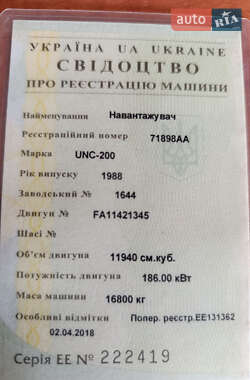 auto RIA
УКРАЇНА UA UKRAINE
СВІДОЦТВО
ПРО РЕЄСТРАЦІЮ МАШИНИ
Найменування Навантажувач
Реєстраційний номер 71898АА
Марка UNC-200
Рік випуску 1988
Заводський № 1644
Двигун № FA11421345
Шасі №
Об'єм двигуна 11940 см.куб.
Потужність двигуна 186.00 кВт
Маса машини 16800 кг
Особливі відмітки Попер. реєстр.ЕЕ131362
02.04.2018
Серія ЕЕ № 222419